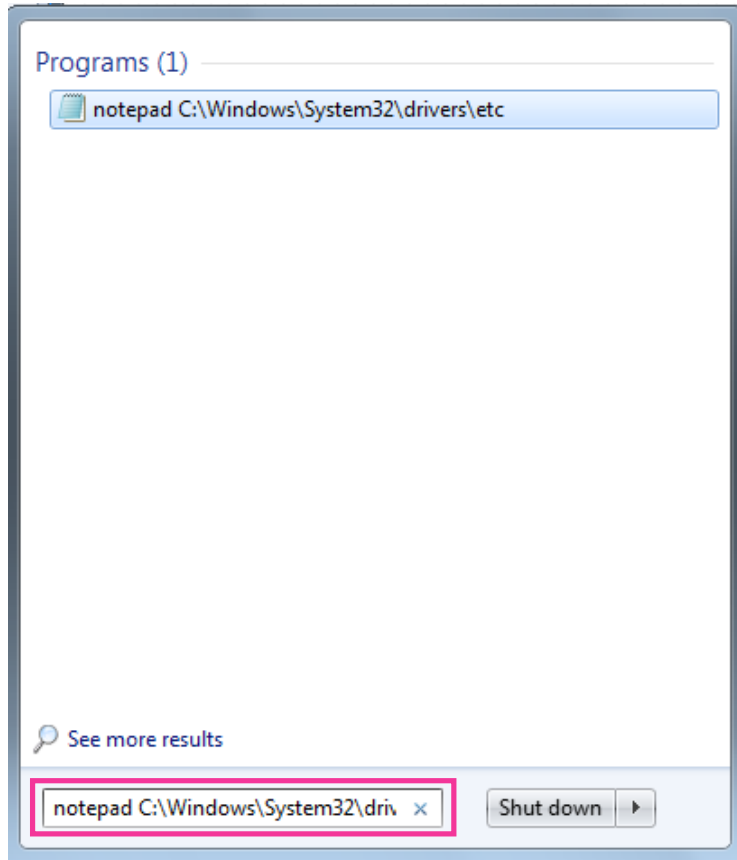 Programs (1)
notepad C:\Windows\System32\drivers\etc
See more results
notepad C:\Windows\System32\driv
Shut down